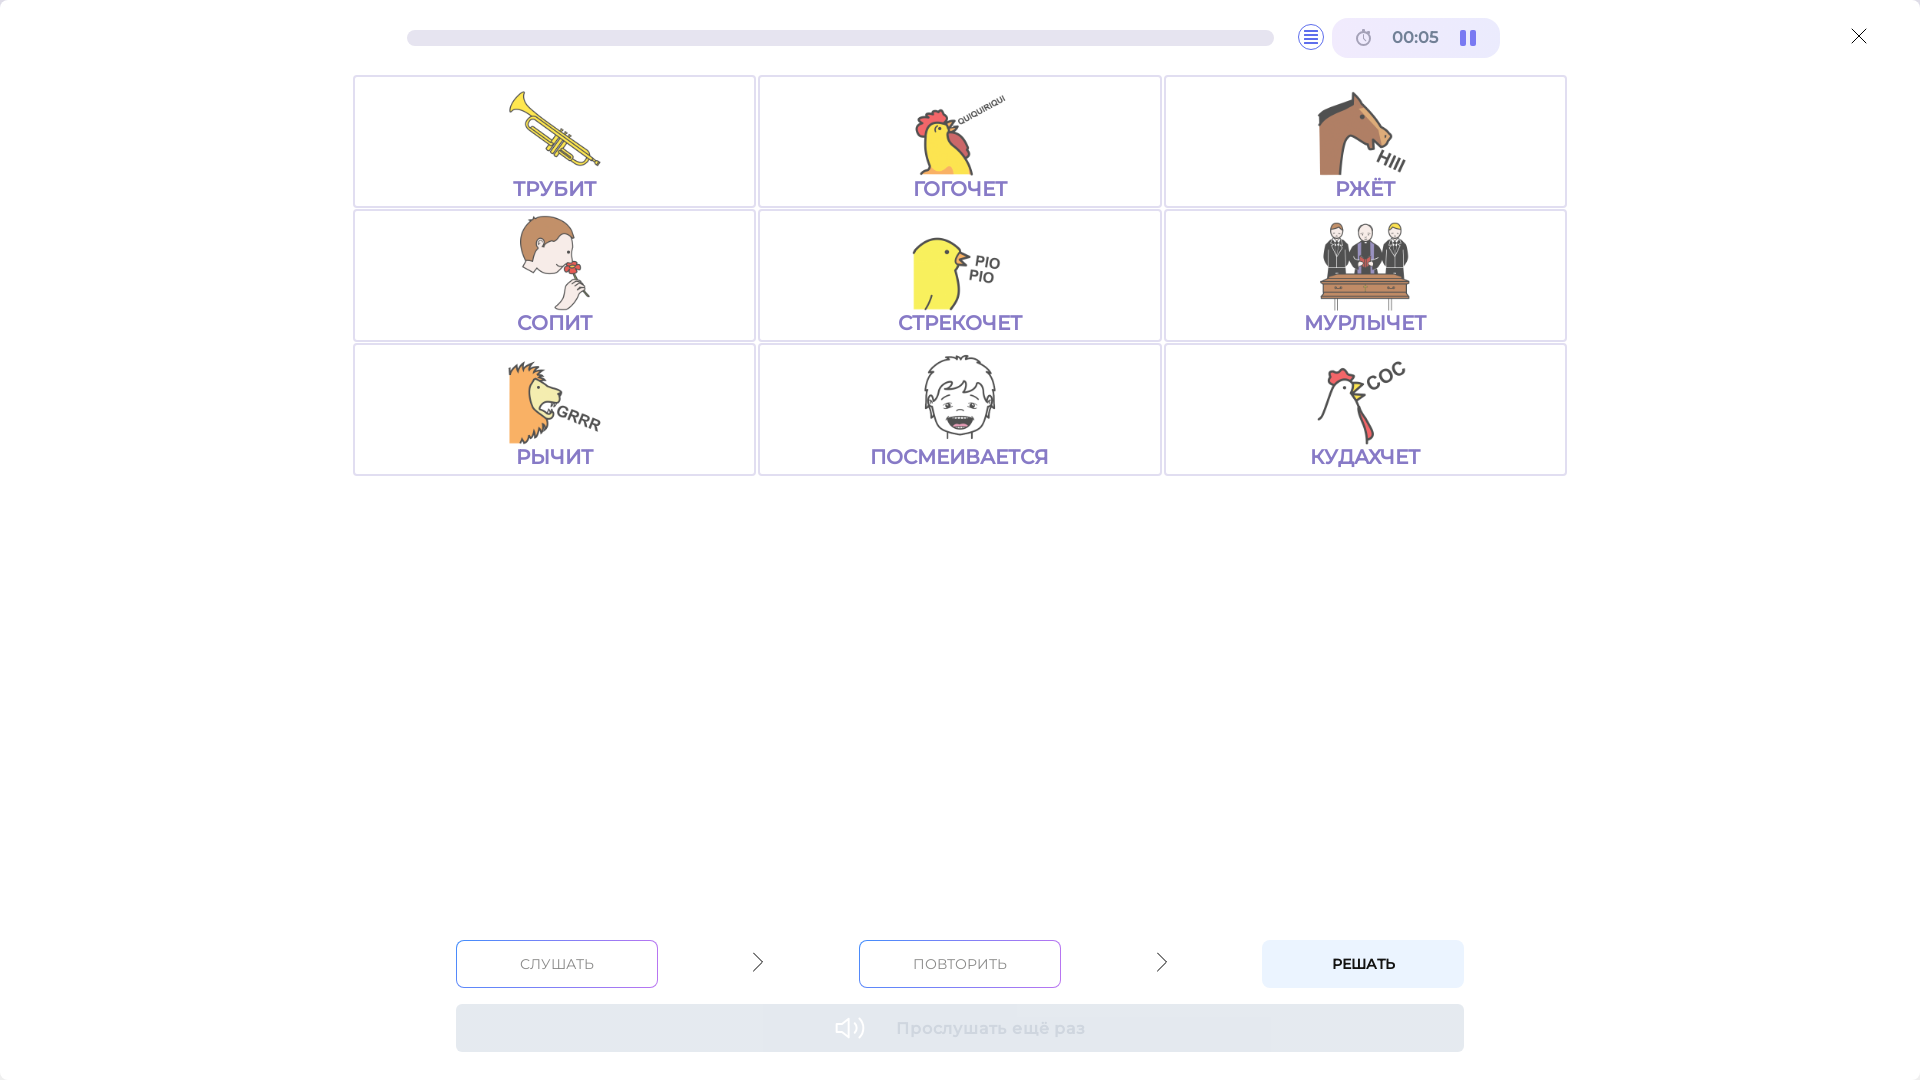 00:05
QUIQUIRIQUI
HIII
ТРУБИТ
ГОГОЧЕТ
РЖЁТ
PIO
PIO
СОПИТ
СТРЕКОЧЕТ
МУРЛЫЧЕТ
GRRR
COC
РЫЧИТ
ПОСМЕИВАЕТСЯ
КУДАХЧЕТ
СЛУШАТЬ
ПОВТОРИТЬ
РЕШАТЬ
Прослушать ещё раз